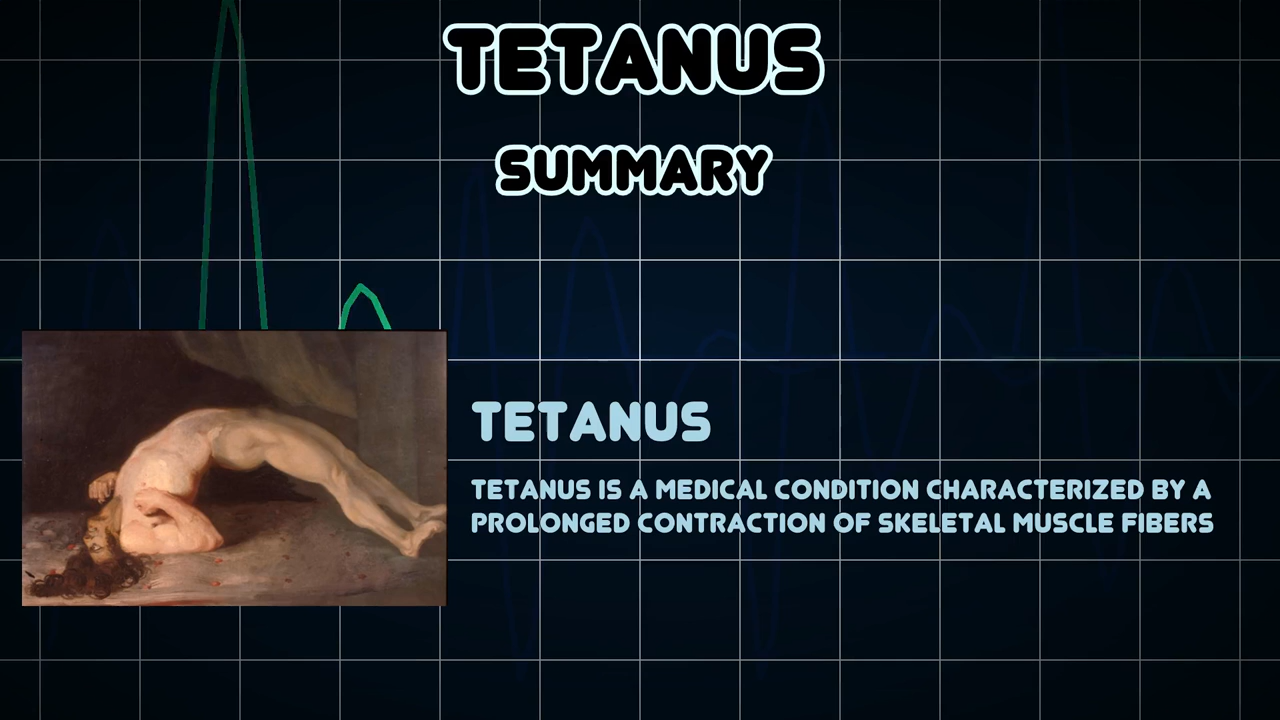 TETANUS
SUMMARY
TETANUS
TETANUS IS A MEDICAL CONDITION CHARACTERIZED BY A
PROLONGED CONTRACTION OF SKELETAL MUSCLE FIBERS